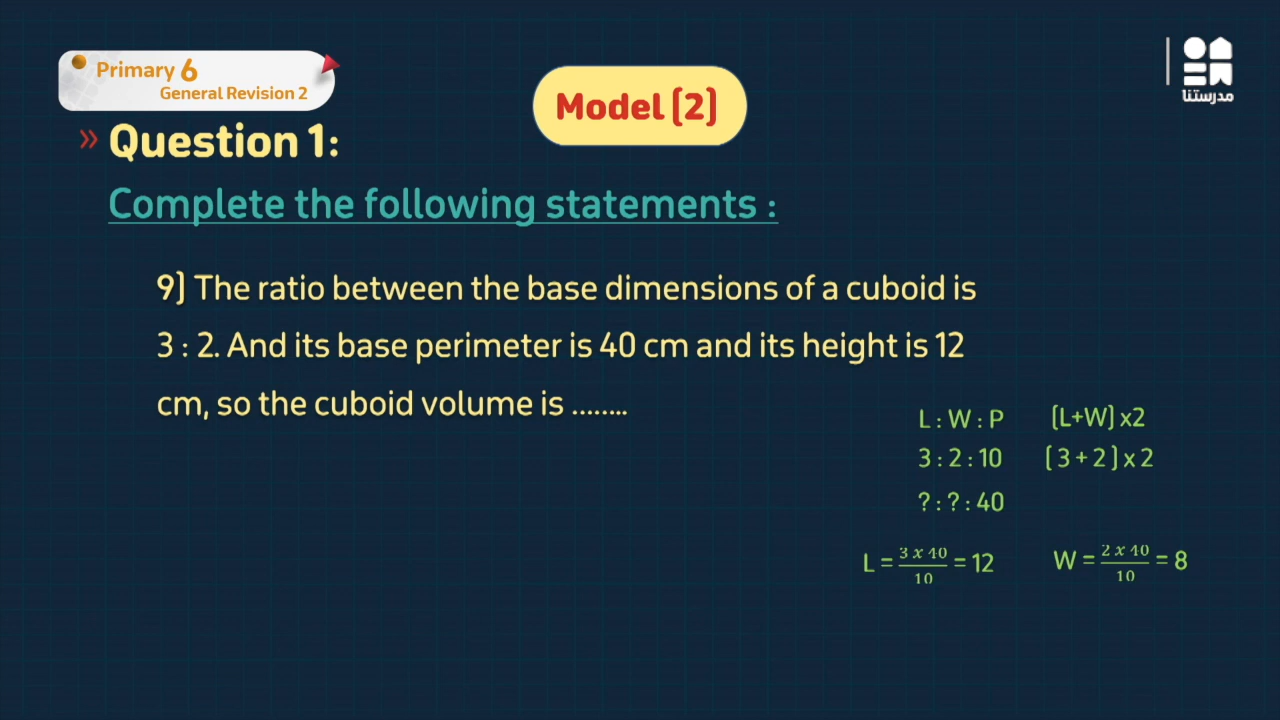 Primary 6
General Revision 2
Model (2)
مدرستنا
» Question 1:
Complete the following statements :
9) The ratio between the base dimensions of a cuboid is
3 : 2. And its base perimeter is 40 cm and its height is 12
cm, so the cuboid volume is ........
L : W : P (L+W) x2
3 : 2 : 10 ( 3 + 2 ) x 2
? : ? : 40
L = \frac{3 x 40}{10} = 12 W = \frac{2 x 40}{10} = 8